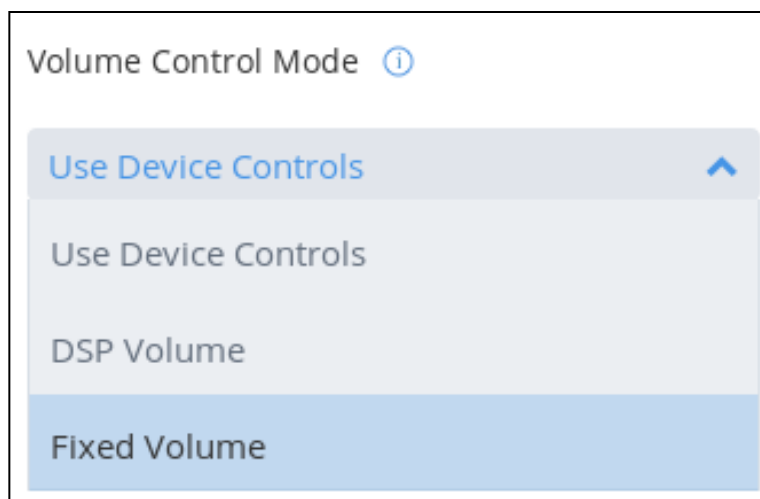 Volume Control Mode
Use Device Controls
Use Device Controls
DSP Volume
Fixed Volume